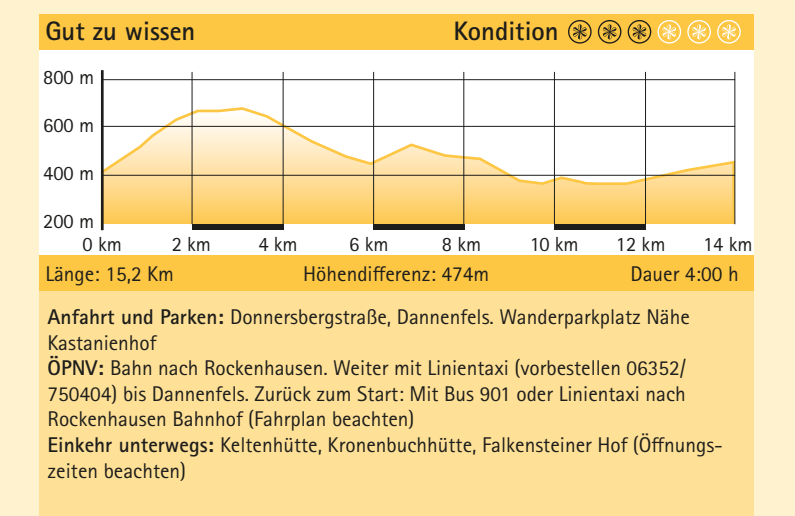 Gut zu wissen Kondition
800 m
600 m
400 m
200 m
0 km 2 km 4 km 6 km 8 km 10 km 12 km 14 km
Länge: 15,2 Km Höhendifferenz: 474m Dauer 4:00 h
Anfahrt und Parken: Donnersbergstraße, Dannenfels. Wanderparkplatz Nähe
Kastanienhof
ÖPNV: Bahn nach Rockenhausen. Weiter mit Linientaxi (vorbestellen 06352/
750404) bis Dannenfels. Zurück zum Start: Mit Bus 901 oder Linientaxi nach
Rockenhausen Bahnhof (Fahrplan beachten)
Einkehr unterwegs: Keltenhütte, Kronenbuchhütte, Falkensteiner Hof (Öffnungs-
zeiten beachten)